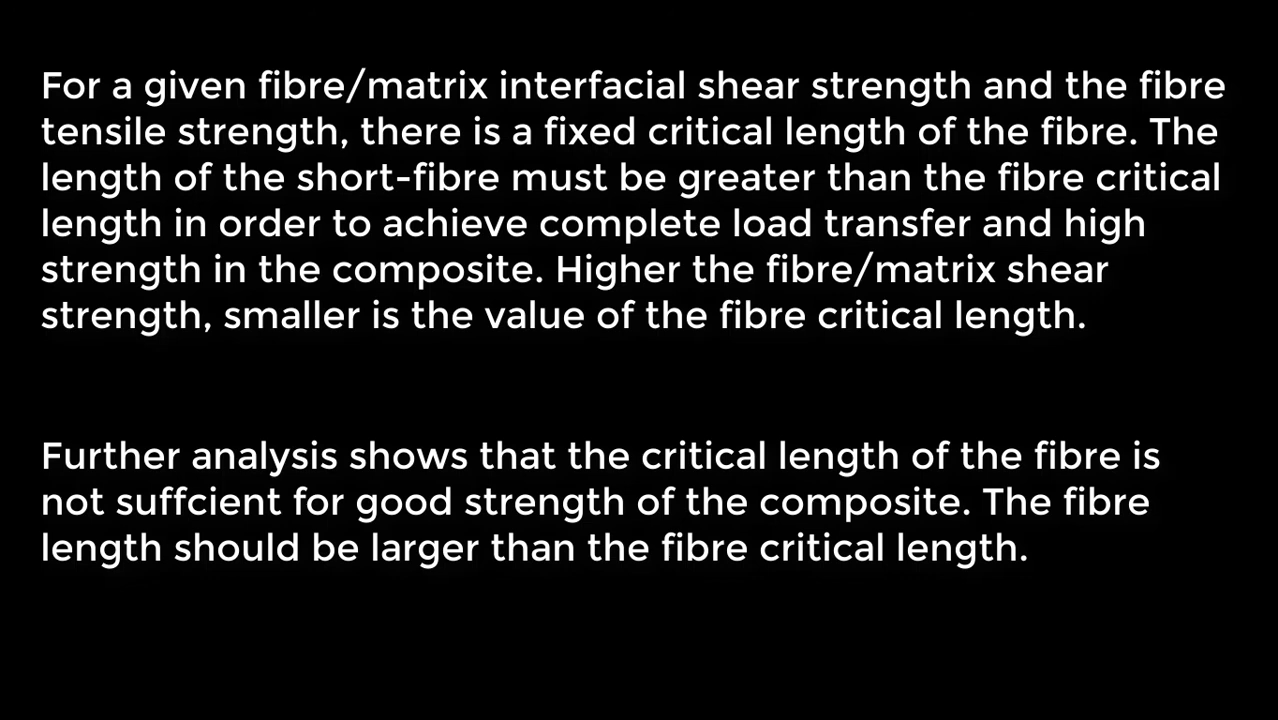 For a given fibre/matrix interfacial shear strength and the fibre
tensile strength, there is a fixed critical length of the fibre. The
length of the short-fibre must be greater than the fibre critical
length in order to achieve complete load transfer and high
strength in the composite. Higher the fibre/matrix shear
strength, smaller is the value of the fibre critical length.
Further analysis shows that the critical length of the fibre is
not suffcient for good strength of the composite. The fibre
length should be larger than the fibre critical length.